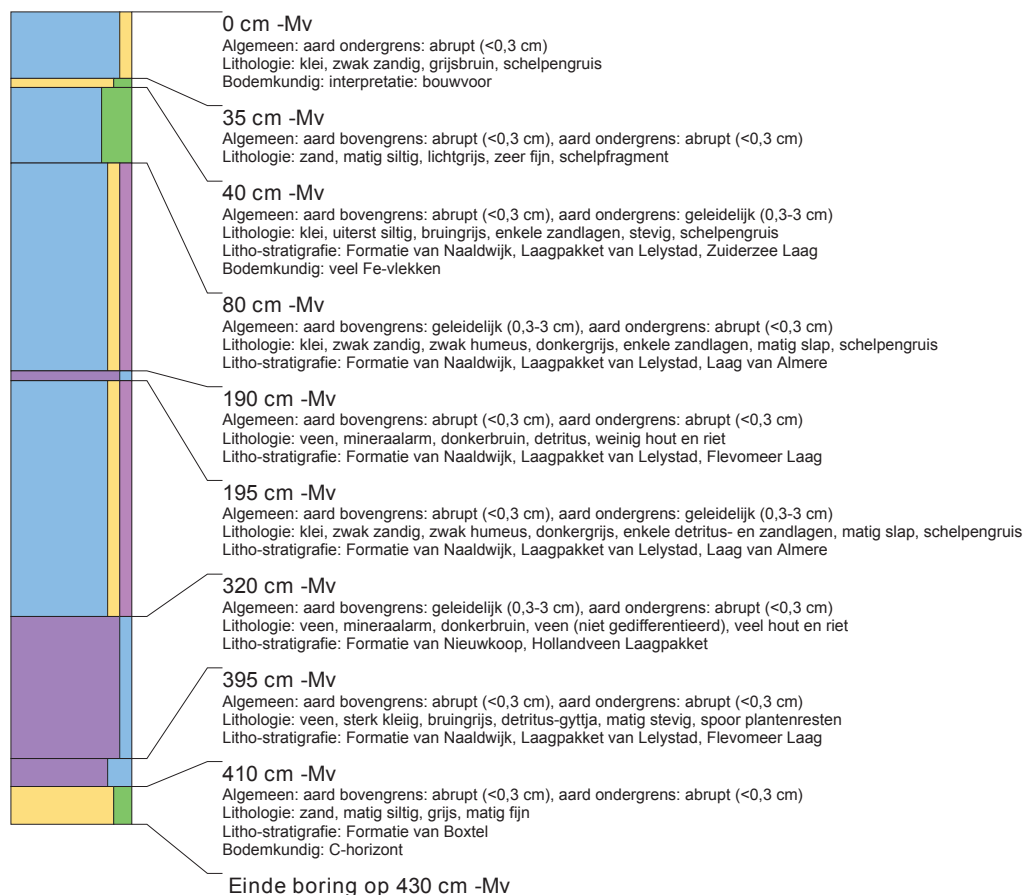 0 cm -Mv
Algemeen: aard ondergrens: abrupt (<0,3 cm)
Lithologie: klei, zwak zandig, grijsbruin, schelpengruis
Bodemkundig: interpretatie: bouwvoor
35 cm -Mv
Algemeen: aard bovengrens: abrupt (<0,3 cm), aard ondergrens: abrupt (<0,3 cm)
Lithologie: zand, matig siltig, lichtgrijs, zeer fijn, schelpfragment
40 cm -Mv
Algemeen: aard bovengrens: abrupt (<0,3 cm), aard ondergrens: geleidelijk (0,3-3 cm)
Lithologie: klei, uiterst siltig, bruingrijs, enkele zandlagen, stevig, schelpengruis
Litho-stratigrafie: Formatie van Naaldwijk, Laagpakket van Lelystad, Zuiderzee Laag
Bodemkundig: veel Fe-vlekken
80 cm -Mv
Algemeen: aard bovengrens: geleidelijk (0,3-3 cm), aard ondergrens: abrupt (<0,3 cm)
Lithologie: klei, zwak zandig, zwak humeus, donkergrijs, enkele zandlagen, matig slap, schelpengruis
Litho-stratigrafie: Formatie van Naaldwijk, Laagpakket van Lelystad, Laag van Almere
190 cm -Mv
Algemeen: aard bovengrens: abrupt (<0,3 cm), aard ondergrens: abrupt (<0,3 cm)
Lithologie: veen, mineraalarm, donkerbruin, detritus, weinig hout en riet
Litho-stratigrafie: Formatie van Naaldwijk, Laagpakket van Lelystad, Flevomeer Laag
195 cm -Mv
Algemeen: aard bovengrens: abrupt (<0,3 cm), aard ondergrens: geleidelijk (0,3-3 cm)
Lithologie: klei, zwak zandig, zwak humeus, donkergrijs, enkele detritus- en zandlagen, matig slap, schelpengruis
Litho-stratigrafie: Formatie van Naaldwijk, Laagpakket van Lelystad, Laag van Almere
320 cm -Mv
Algemeen: aard bovengrens: geleidelijk (0,3-3 cm), aard ondergrens: abrupt (<0,3 cm)
Lithologie: veen, mineraalarm, donkerbruin, veen (niet gedifferentieerd), veel hout en riet
Litho-stratigrafie: Formatie van Nieuwkoop, Hollandveen Laagpakket
395 cm -Mv
Algemeen: aard bovengrens: abrupt (<0,3 cm), aard ondergrens: abrupt (<0,3 cm)
Lithologie: veen, sterk kleiig, bruingrijs, detritus-gyttja, matig stevig, spoor plantenresten
Litho-stratigrafie: Formatie van Naaldwijk, Laagpakket van Lelystad, Flevomeer Laag
410 cm -Mv
Algemeen: aard bovengrens: abrupt (<0,3 cm), aard ondergrens: abrupt (<0,3 cm)
Lithologie: zand, matig siltig, grijs, matig fijn
Litho-stratigrafie: Formatie van Boxtel
Bodemkundig: C-horizont
Einde boring op 430 cm -Mv